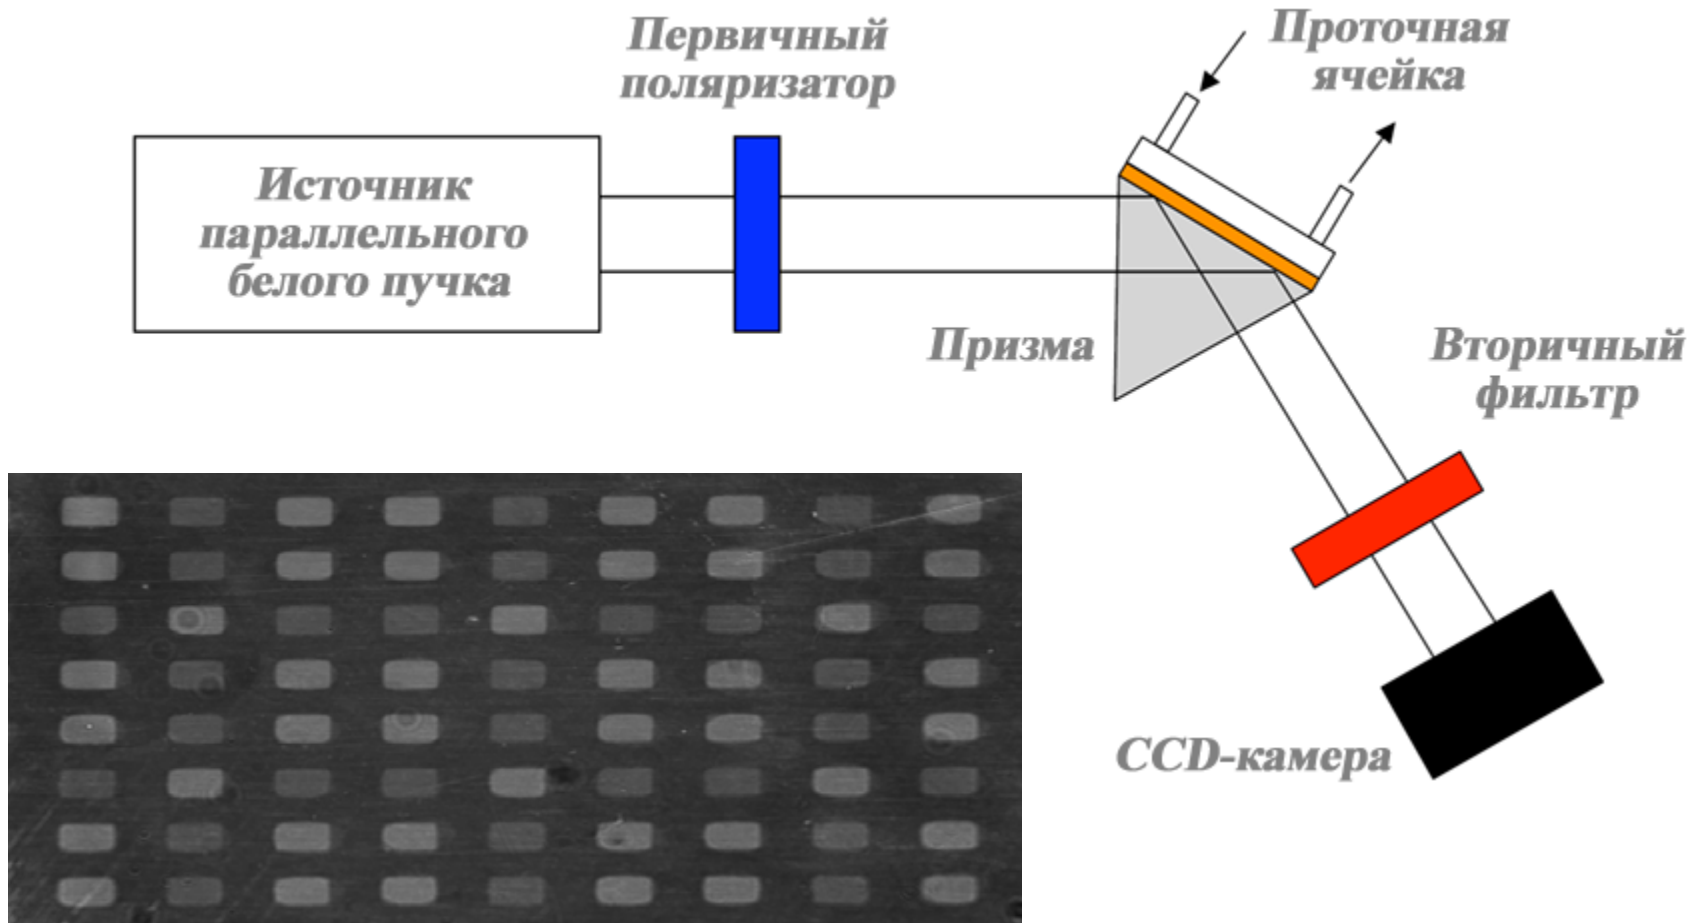 Первичный
поляризатор
Проточная
ячейка
Источник
параллельного
белого пучка
Призма
Вторичный
фильтр
CCD-камера